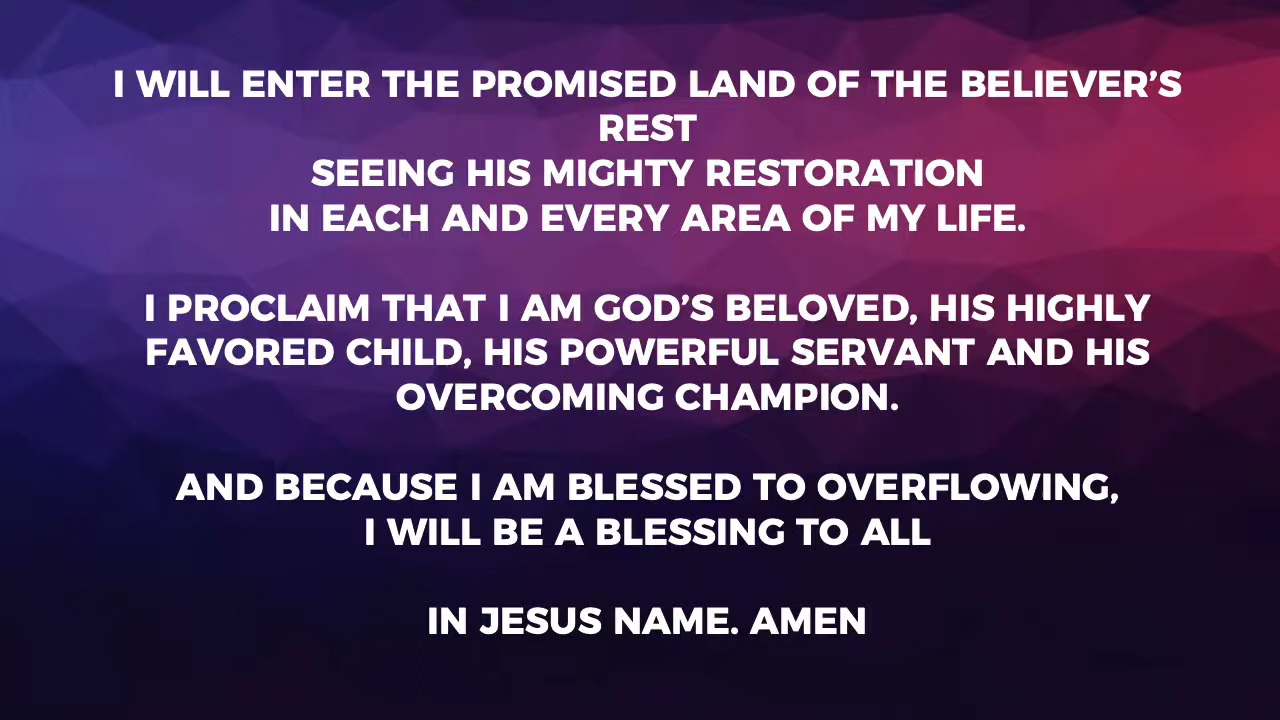 I WILL ENTER THE PROMISED LAND OF THE BELIEVER’S
REST
SEEING HIS MIGHTY RESTORATION
IN EACH AND EVERY AREA OF MY LIFE.
I PROCLAIM THAT I AM GOD’S BELOVED, HIS HIGHLY
FAVORED CHILD, HIS POWERFUL SERVANT AND HIS
OVERCOMING CHAMPION.
AND BECAUSE I AM BLESSED TO OVERFLOWING,
I WILL BE A BLESSING TO ALL
IN JESUS NAME. AMEN